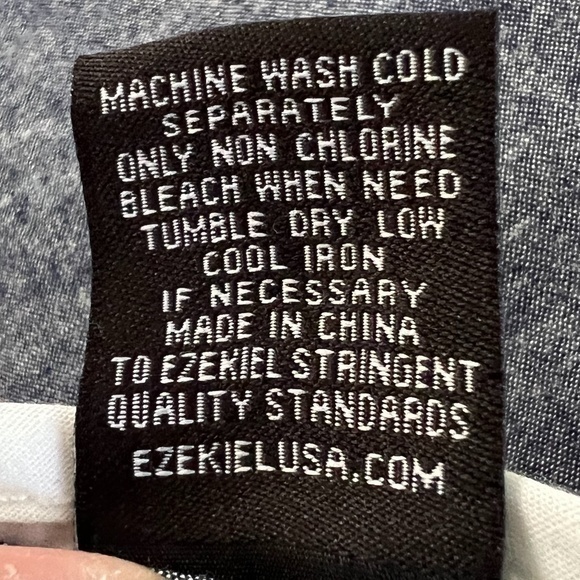 MACHINE WASH COLD
SEPARATELY
ONLY NON CHLORINE
BLEACH WHEN NEED
TUMBLE DRY LOW
COOL IRON
IF NECESSARY
MADE IN CHINA
TO EZEKIEL STRINGENT
QUALITY STANDARDS
EZEKIELUSA.COM